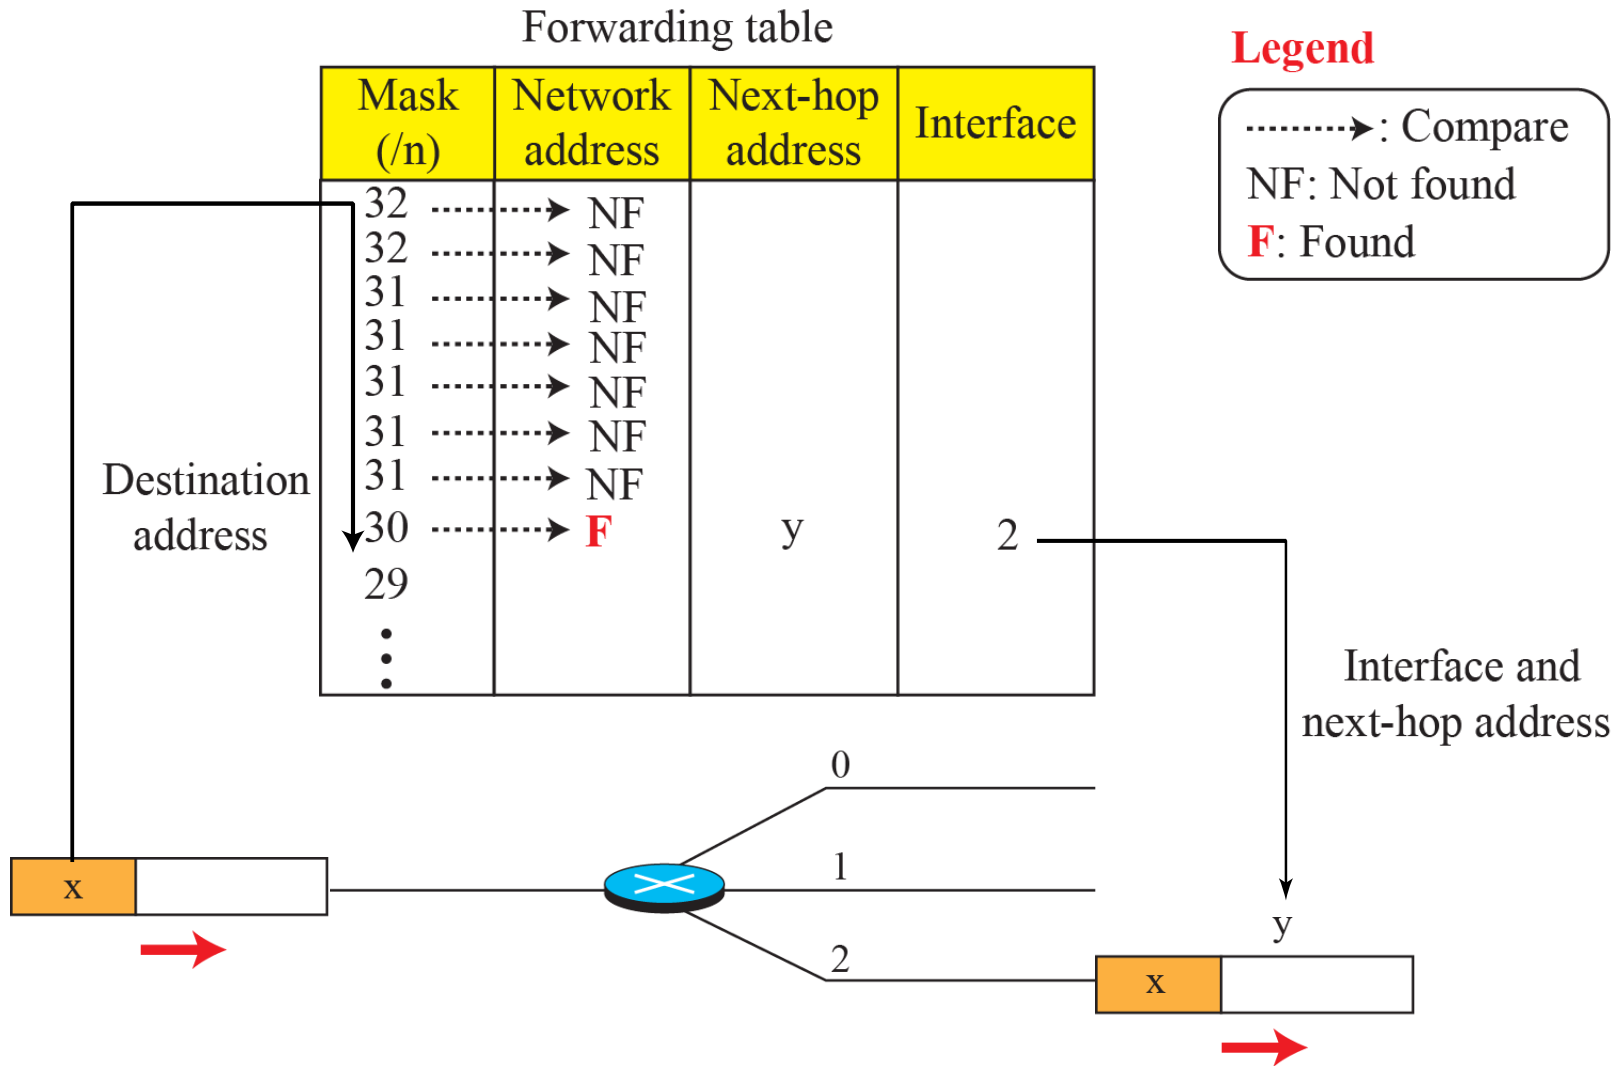 Forwarding table
Legend
Mask
(/n)
Network
address
Next-hop
address
Interface
: Compare
NF: Not found
F: Found
32 NF
32 NF
31 NF
31 NF
31 NF
31 NF
31 NF
30 F y 2
29
Destination
address
Interface and
next-hop address
0
1
2
x
y
x